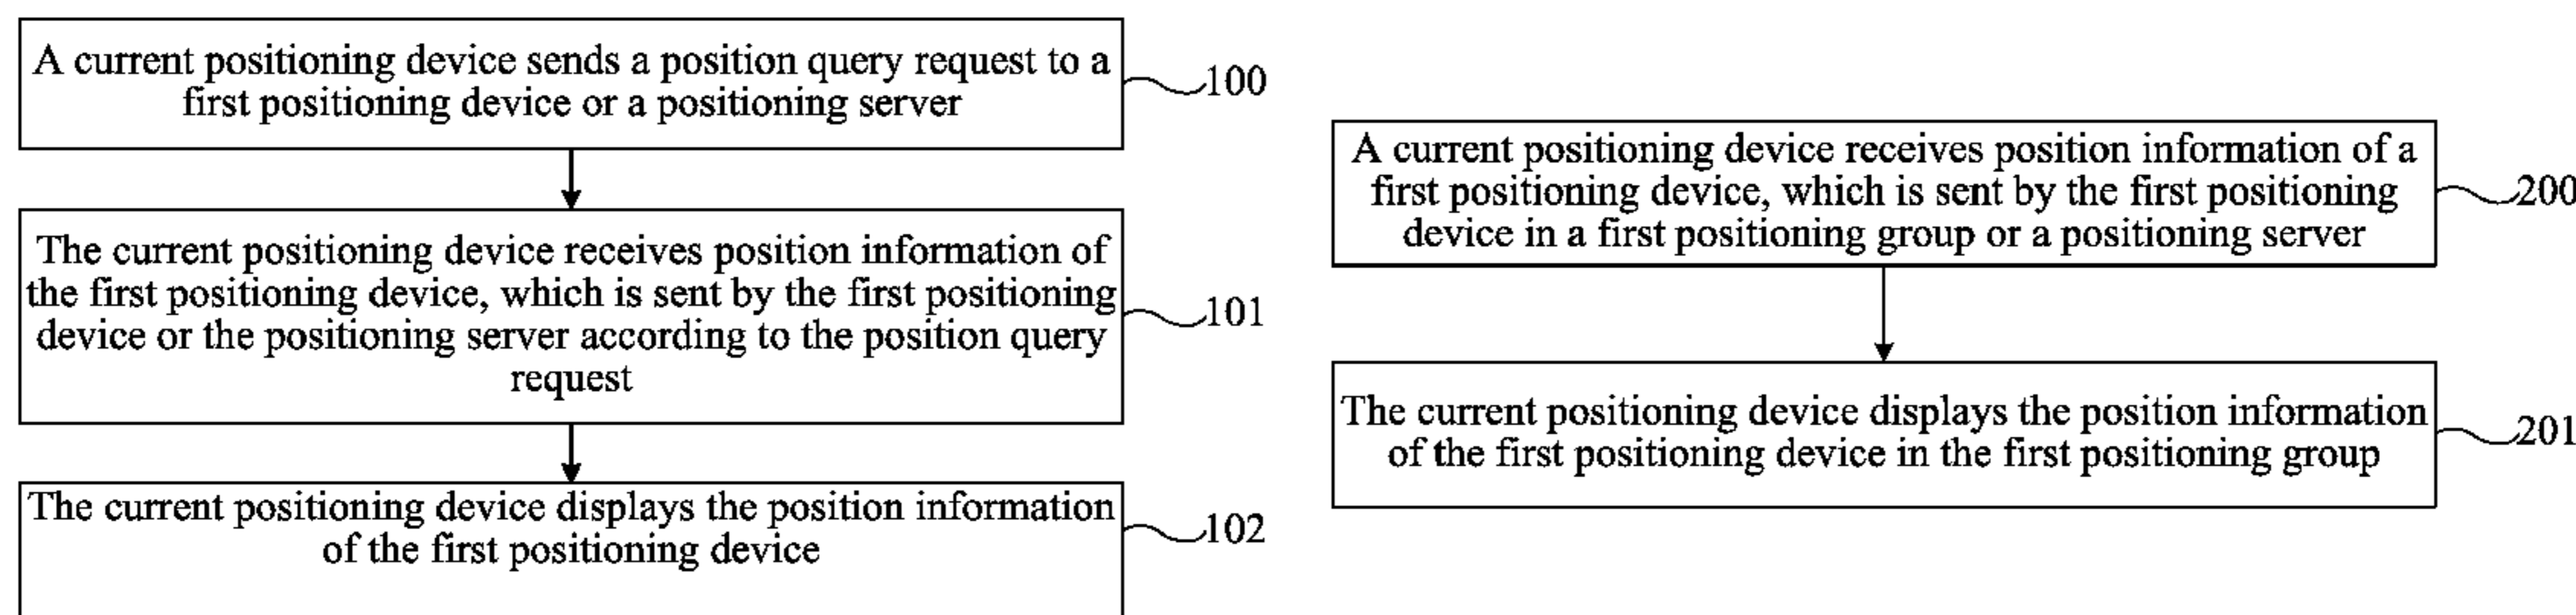 A current positioning device sends a position query request to a
first positioning device or a positioning server
100
The current positioning device receives position information of
the first positioning device, which is sent by the first positioning
device or the positioning server according to the position query
request
101
The current positioning device displays the position information
of the first positioning device
102
A current positioning device receives position information of a
first positioning device, which is sent by the first positioning
device in a first positioning group or a positioning server
200
The current positioning device displays the position information
of the first positioning device in the first positioning group
201